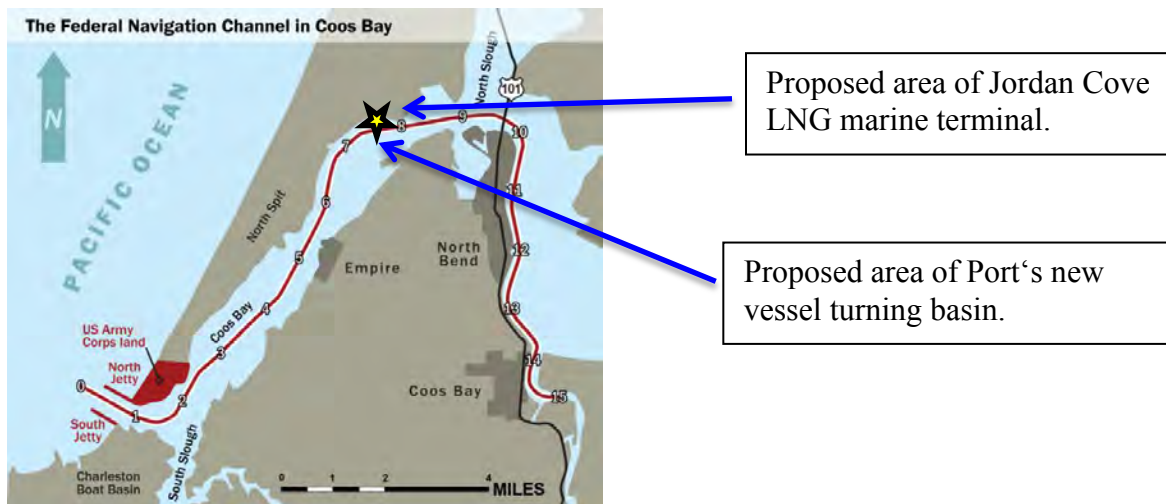 The Federal Navigation Channel in Coos Bay
N
PACIFIC OCEAN
North Slough
101
Proposed area of Jordan Cove
LNG marine terminal.
7
8
9
10
11
6
North Spit
5
Empire
North
Bend
12
Proposed area of Port‘s new
vessel turning basin.
4
13
Coos Bay
3
US Army
Corps land
North
Jetty
0
1
2
South
Jetty
South Slough
14
Coos Bay
15
Charleston
Boat Basin
0 2 4
MILES